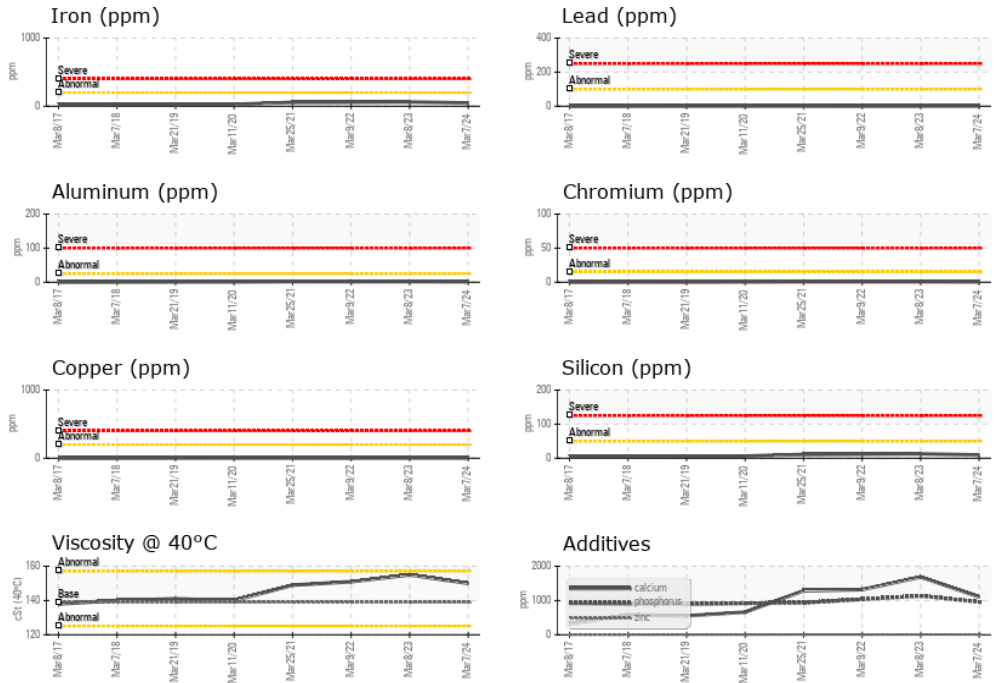 Iron (ppm)
1000
Severe
Abnormal
0
ppm
Mar8/17
Mar7/18
Mar21/19
Mar11/20
Mar25/21
Mar9/22
Mar8/23
Mar7/24
Lead (ppm)
400
Severe
200
Abnormal
0
ppm
Mar8/17
Mar7/18
Mar21/19
Mar11/20
Mar25/21
Mar9/22
Mar8/23
Mar7/24
Aluminum (ppm)
200
Severe
100
Abnormal
0
ppm
Mar8/17
Mar7/18
Mar21/19
Mar11/20
Mar25/21
Mar9/22
Mar8/23
Mar7/24
Chromium (ppm)
100
Severe
50
Abnormal
0
ppm
Mar8/17
Mar7/18
Mar21/19
Mar11/20
Mar25/21
Mar9/22
Mar8/23
Mar7/24
Copper (ppm)
1000
Severe
Abnormal
0
ppm
Mar8/17
Mar7/18
Mar21/19
Mar11/20
Mar25/21
Mar9/22
Mar8/23
Mar7/24
Silicon (ppm)
200
Severe
100
Abnormal
0
ppm
Mar8/17
Mar7/18
Mar21/19
Mar11/20
Mar25/21
Mar9/22
Mar8/23
Mar7/24
Viscosity @ 40°C
160
Abnormal
140
Base
Abnormal
120
cSt (40°C)
Mar8/17
Mar7/18
Mar21/19
Mar11/20
Mar25/21
Mar9/22
Mar8/23
Mar7/24
Additives
2000
calcium
1000
phosphorus
zinc
0
ppm
Mar8/17
Mar7/18
Mar21/19
Mar11/20
Mar25/21
Mar9/22
Mar8/23
Mar7/24